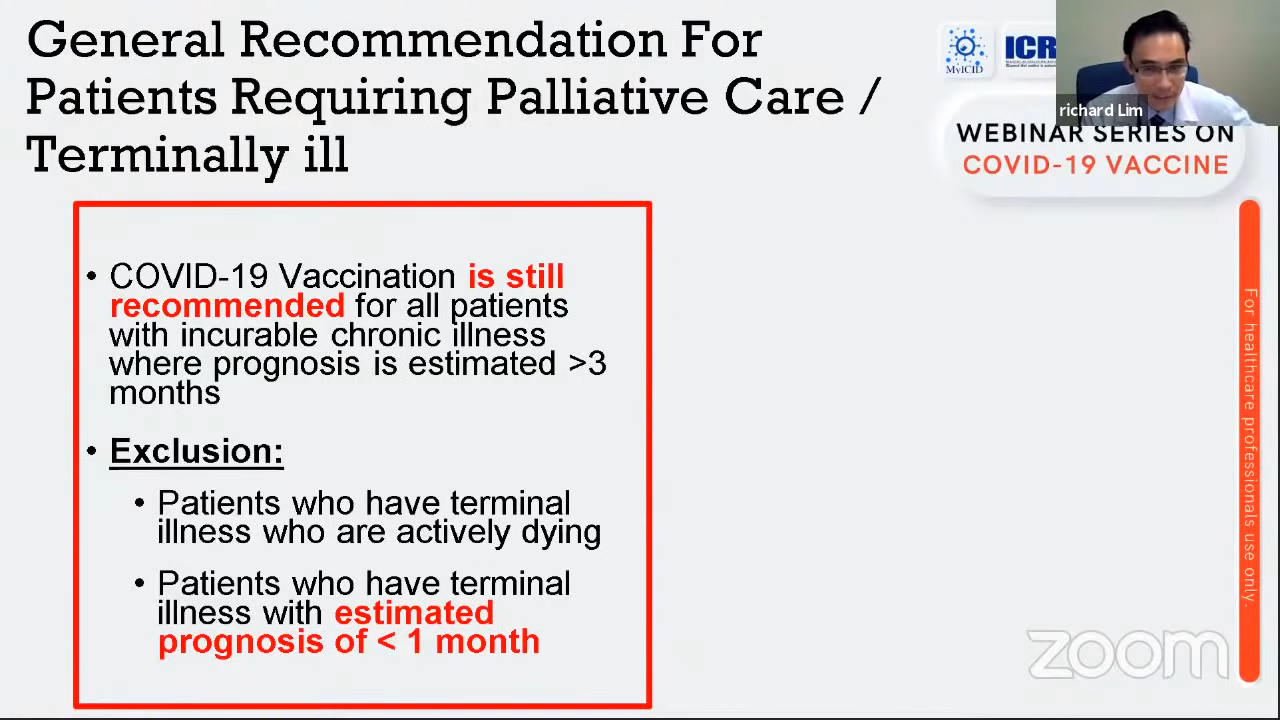 General Recommendation For
Patients Requiring Palliative Care /
Terminally ill
MyICID
ICR
richard Lim
WEBINAR SERIES ON
COVID-19 VACCINE
• COVID-19 Vaccination is still
recommended for all patients
with incurable chronic illness
where prognosis is estimated >3
months
• Exclusion:
• Patients who have terminal
illness who are actively dying
• Patients who have terminal
illness with estimated
prognosis of < 1 month
For healthcare professionals use only.
zoom